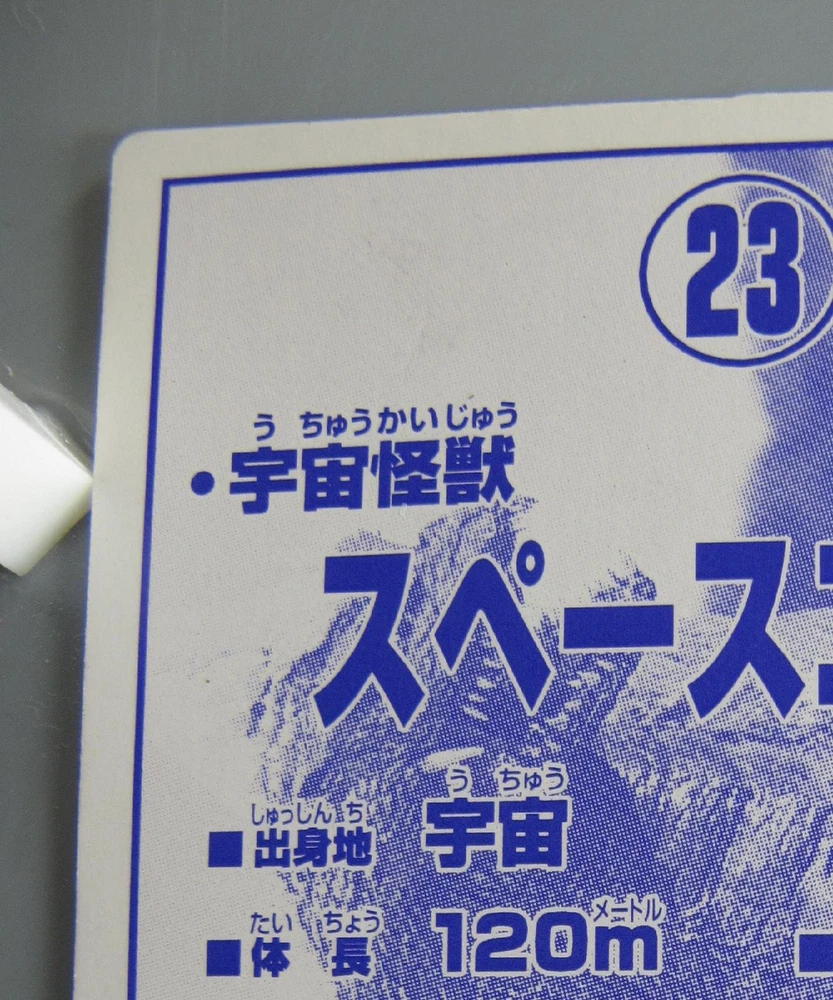 23
うちゅうかいじゅう
・宇宙怪獣
スペース
うちゅう
しゅっしんち
■出身地 宇宙
たいちょう メートル
■体長 120m